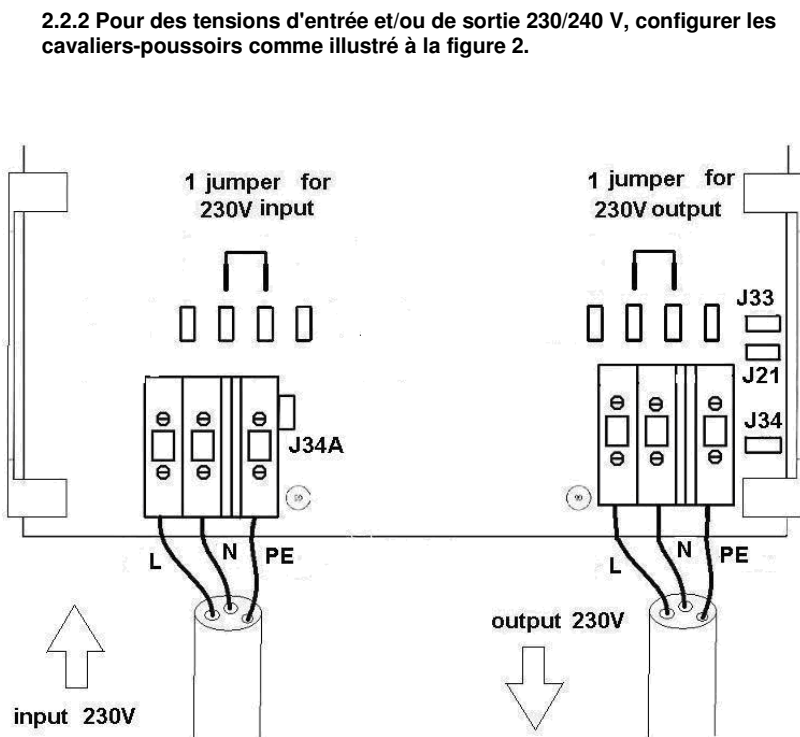 2.2.2 Pour des tensions d'entrée et/ou de sortie 230/240 V, configurer les
cavaliers-poussoirs comme illustré à la figure 2.
1 jumper for
230V input
1 jumper for
230V output
J33
J21
J34
J34A
L
N
PE
L
N
PE
output 230V
input 230V